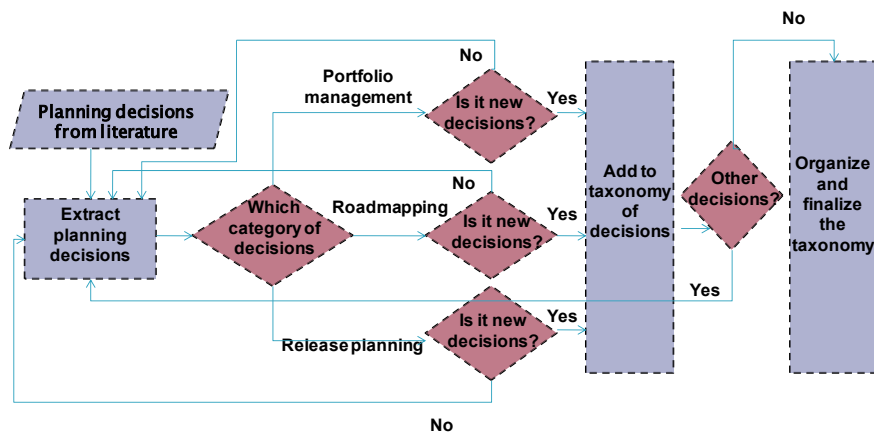 No
No
Portfolio
management
Is it new
decisions?
Yes
Planning decisions
from literature
Add to
taxonomy
of
decisions
Other
decisions?
Organize
and
finalize
the
taxonomy
No
Extract
planning
decisions
Which
category of
decisions
Roadmapping
Is it new
decisions?
Yes
Yes
Release planning
Is it new
decisions?
Yes
No